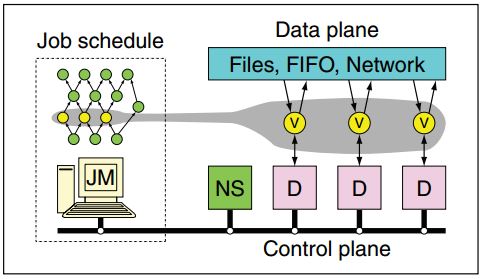 Data plane
Job schedule
Files, FIFO, Network
V V V
JM NS D D D
Control plane